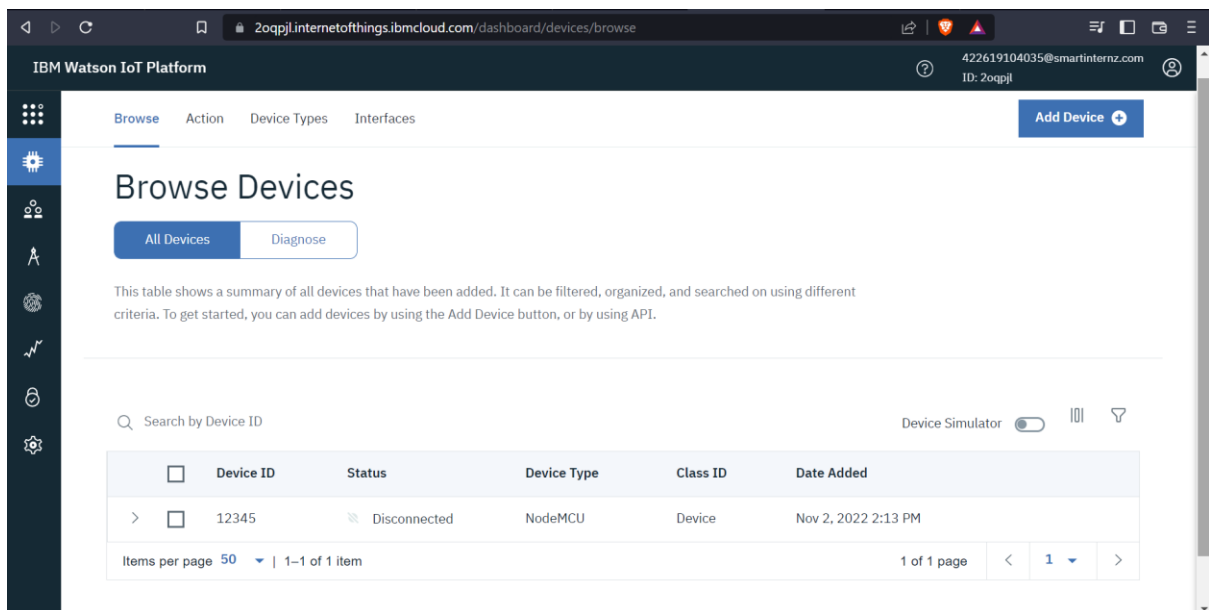 2oqpjl.internetofthings.ibmcloud.com/dashboard/devices/browse
IBM Watson IoT Platform
422619104035@smartinternz.com
ID: 2oqpjl
Browse Action Device Types Interfaces
Add Device
Browse Devices
All Devices Diagnose
This table shows a summary of all devices that have been added. It can be filtered, organized, and searched on using different
criteria. To get started, you can add devices by using the Add Device button, or by using API.
Search by Device ID
Device Simulator
Device ID Status Device Type Class ID Date Added
12345 Disconnected NodeMCU Device Nov 2, 2022 2:13 PM
Items per page 50 | 1–1 of 1 item
1 of 1 page 1